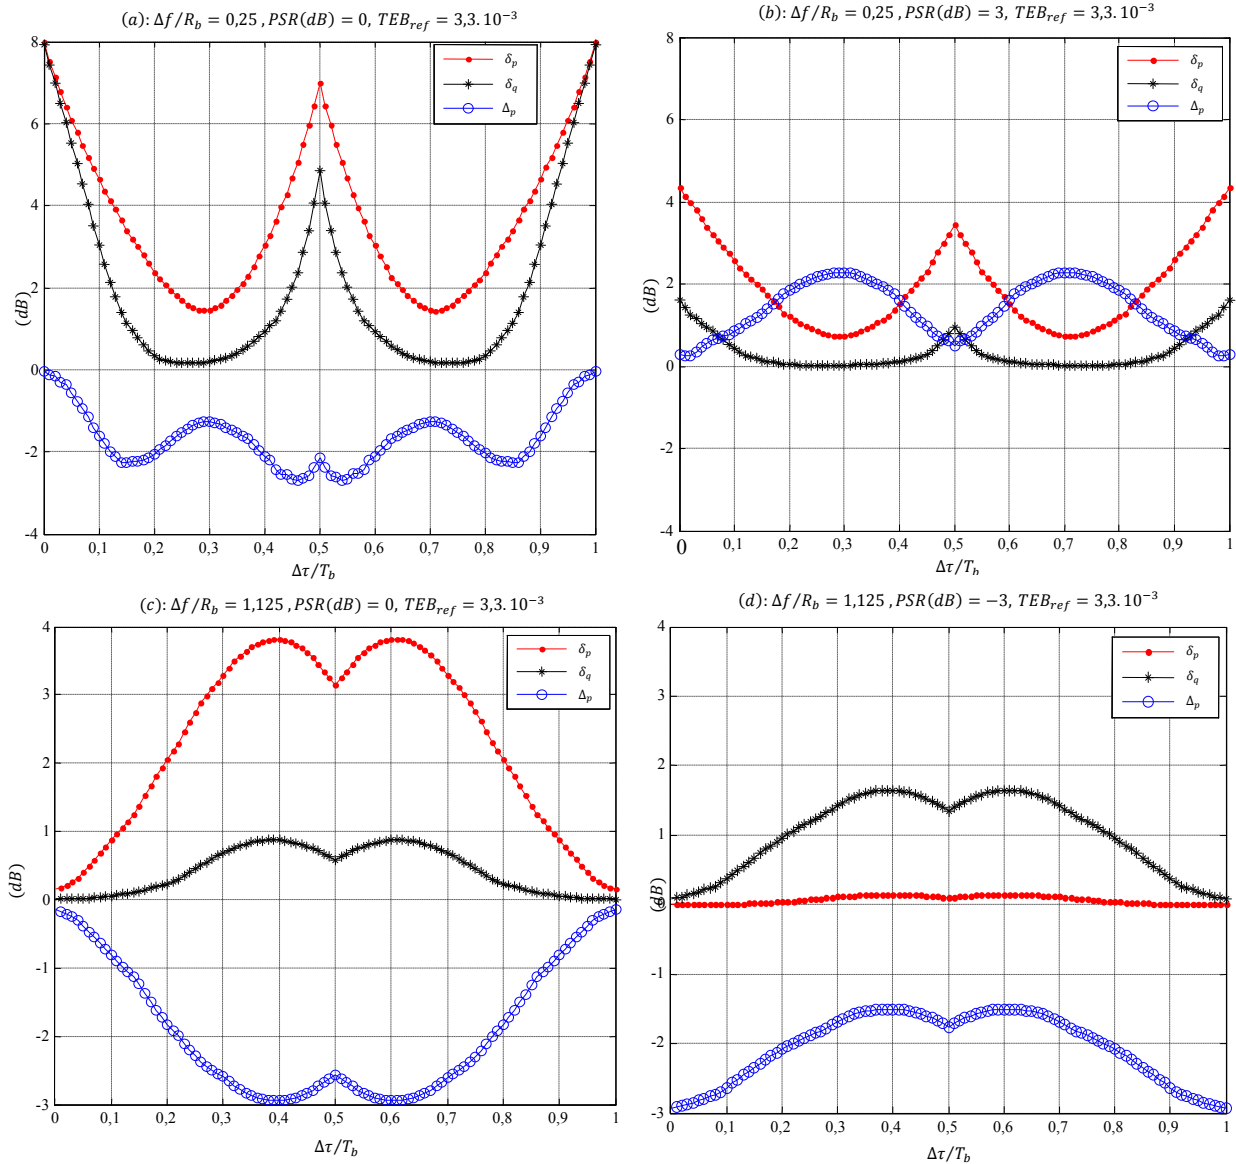 (a): Δf/R_b = 0,25 , PSR(dB) = 0, TEB_ref = 3,3. 10⁻³
8
6
4
2
0
-2
-4
(dB)
δ_p
δ_q
Δ_p
0 0,1 0,2 0,3 0,4 0,5 0,6 0,7 0,8 0,9 1
Δτ/T_b
(b): Δf/R_b = 0,25 , PSR(dB) = 3, TEB_ref = 3,3. 10⁻³
8
6
4
2
0
-2
-4
(dB)
δ_p
δ_q
Δ_p
0 0,1 0,2 0,3 0,4 0,5 0,6 0,7 0,8 0,9 1
Δτ/T_b
(c): Δf/R_b = 1,125 , PSR(dB) = 0, TEB_ref = 3,3. 10⁻³
4
3
2
1
0
-1
-2
-3
(dB)
δ_p
δ_q
Δ_p
0 0,1 0,2 0,3 0,4 0,5 0,6 0,7 0,8 0,9 1
Δτ/T_b
(d): Δf/R_b = 1,125 , PSR(dB) = −3, TEB_ref = 3,3. 10⁻³
4
3
2
1
0
-1
-2
-3
(dB)
δ_p
δ_q
Δ_p
0 0,1 0,2 0,3 0,4 0,5 0,6 0,7 0,8 0,9 1
Δτ/T_b